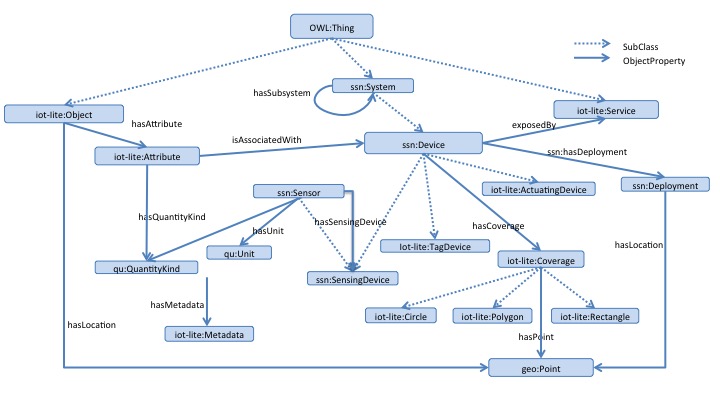 OWL:Thing
SubClass
ObjectProperty
ssn:System
hasSubsystem
iot-lite:Object
iot-lite:Service
hasAttribute
exposedBy
isAssociatedWith
ssn:Device
ssn:hasDeployment
iot-lite:Attribute
iot-lite:ActuatingDevice
ssn:Deployment
ssn:Sensor
hasQuantityKind
hasUnit
hasSensingDevice
hasCoverage
qu:Unit
Iot-lite:TagDevice
hasLocation
qu:QuantityKind
iot-lite:Coverage
ssn:SensingDevice
hasMetadata
iot-lite:Circle
iot-lite:Polygon
iot-lite:Rectangle
hasLocation
iot-lite:Metadata
hasPoint
geo:Point